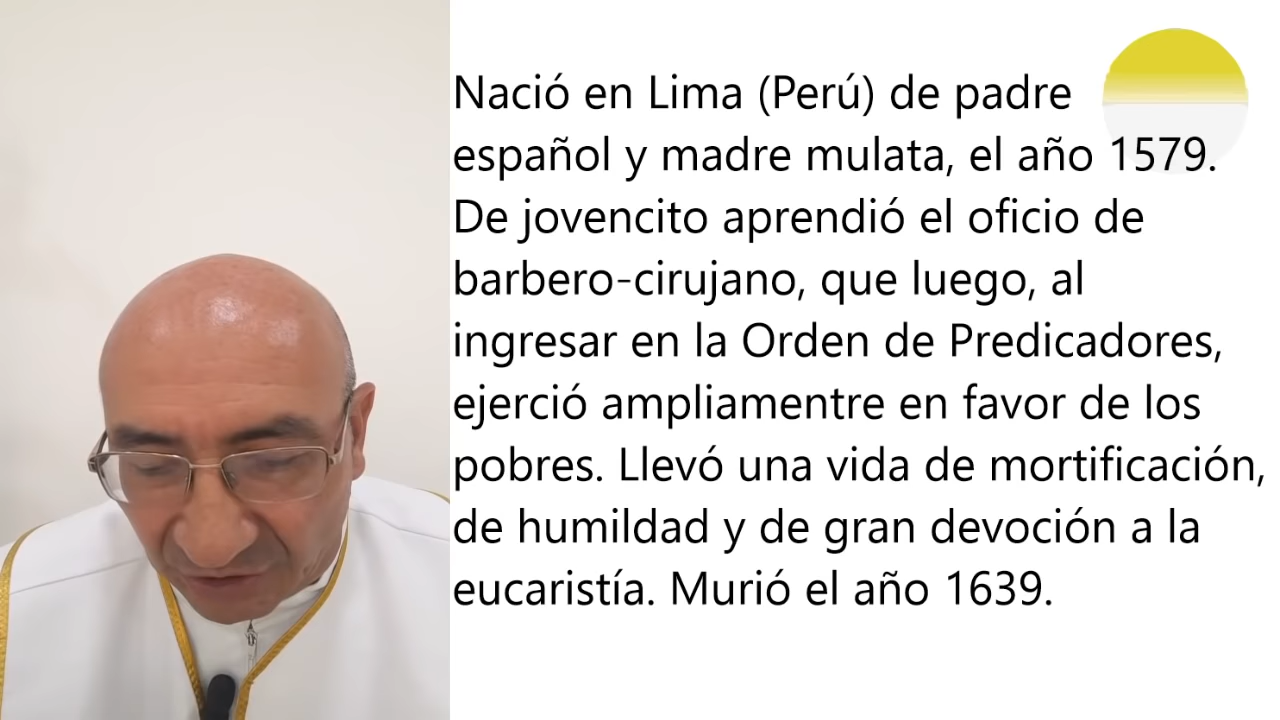 Nació en Lima (Perú) de padre
español y madre mulata, el año 1579.
De jovencito aprendió el oficio de
barbero-cirujano, que luego, al
ingresar en la Orden de Predicadores,
ejerció ampliamentre en favor de los
pobres. Llevó una vida de mortificación,
de humildad y de gran devoción a la
eucaristía. Murió el año 1639.